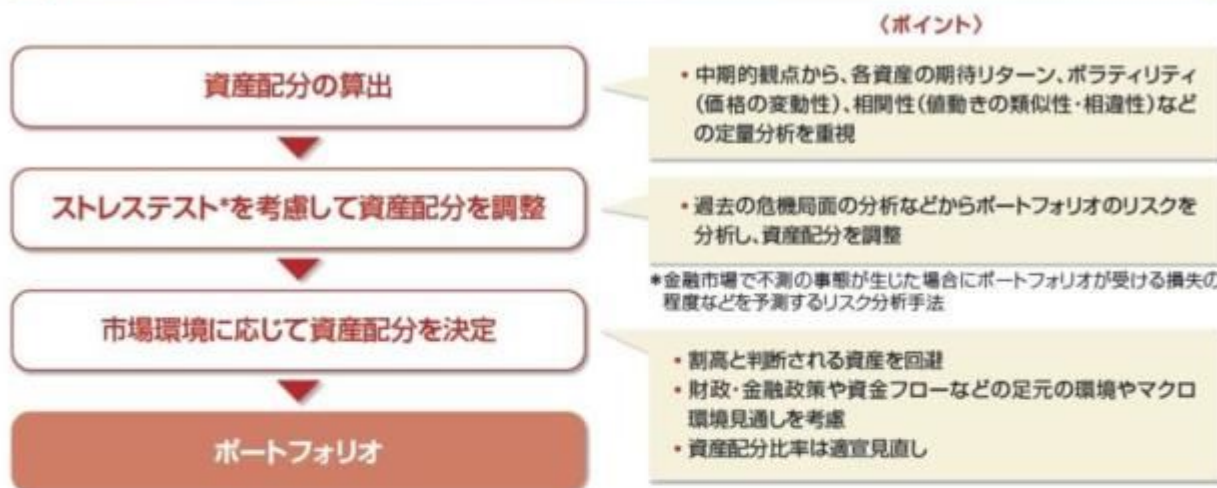 〈ポイント〉
資産配分の算出
• 中期的観点から、各資産の期待リターン、ボラティリティ
(価格の変動性)、相関性(値動きの類似性・相違性)など
の定量分析を重視
ストレステスト*を考慮して資産配分を調整
• 過去の危機局面の分析などからポートフォリオのリスクを
分析し、資産配分を調整
*金融市場で不測の事態が生じた場合にポートフォリオが受ける損失の
程度などを予測するリスク分析手法
市場環境に応じて資産配分を決定
• 割高と判断される資産を回避
• 財政・金融政策や資金フローなどの足元の環境やマクロ
環境見通しを考慮
• 資産配分比率は適宜見直し
ポートフォリオ